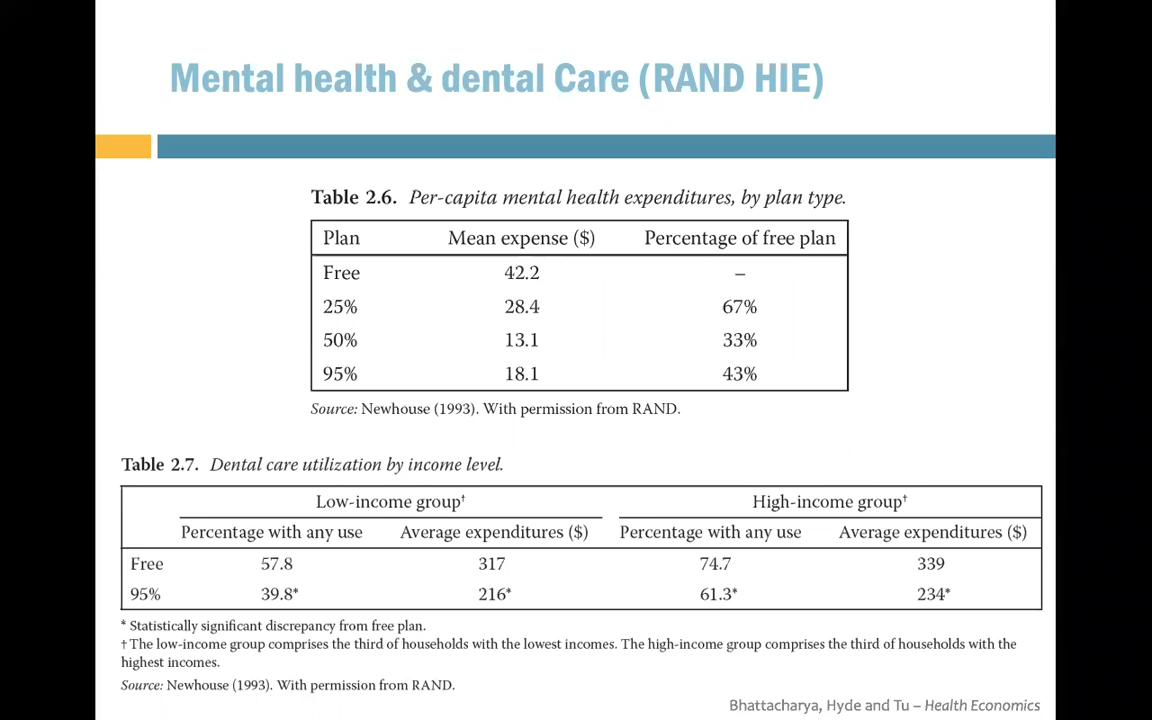 Mental health & dental Care (RAND HIE)
Table 2.6. Per-capita mental health expenditures, by plan type.
Plan Mean expense ($) Percentage of free plan
Free 42.2 –
25% 28.4 67%
50% 13.1 33%
95% 18.1 43%
Source: Newhouse (1993). With permission from RAND.
Table 2.7. Dental care utilization by income level.
Low-income group† High-income group†
Percentage with any use Average expenditures ($) Percentage with any use Average expenditures ($)
Free 57.8 317 74.7 339
95% 39.8* 216* 61.3* 234*
* Statistically significant discrepancy from free plan.
† The low-income group comprises the third of households with the lowest incomes. The high-income group comprises the third of households with the
highest incomes.
Source: Newhouse (1993). With permission from RAND.
Bhattacharya, Hyde and Tu – Health Economics